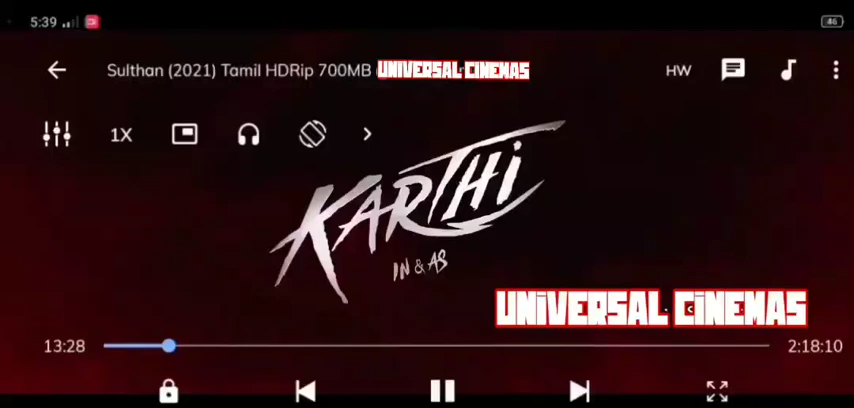 5:39
46
Sulthan (2021) Tamil HDRip 700MB
UNIVERSAL CINEMAS
HW
1X
KARTHI
IN & AS
UNIVERSAL CINEMAS
13:28
2:18:10